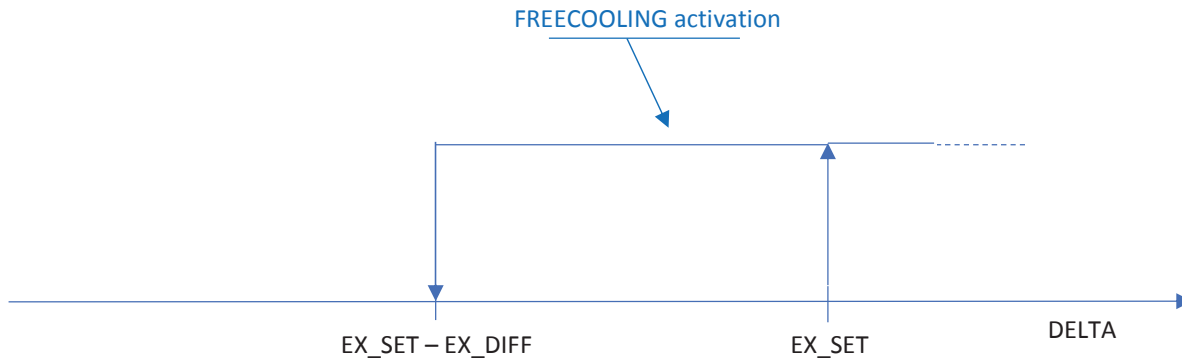 FREECOOLING activation
EX_SET – EX_DIFF
EX_SET
DELTA